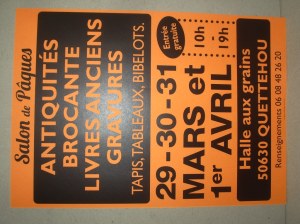 Salon de Pâques
ANTIQUITÉS
BROCANTE
LIVRES ANCIENS
GRAVURES
TAPIS, TABLEAUX, BIBELOTS.
29-30-31
MARS et
1er AVRIL
Entrée
gratuite
10h
-
19h
Halle aux grains
50630 QUETTEHOU
Renseignements 06 08 48 26 20